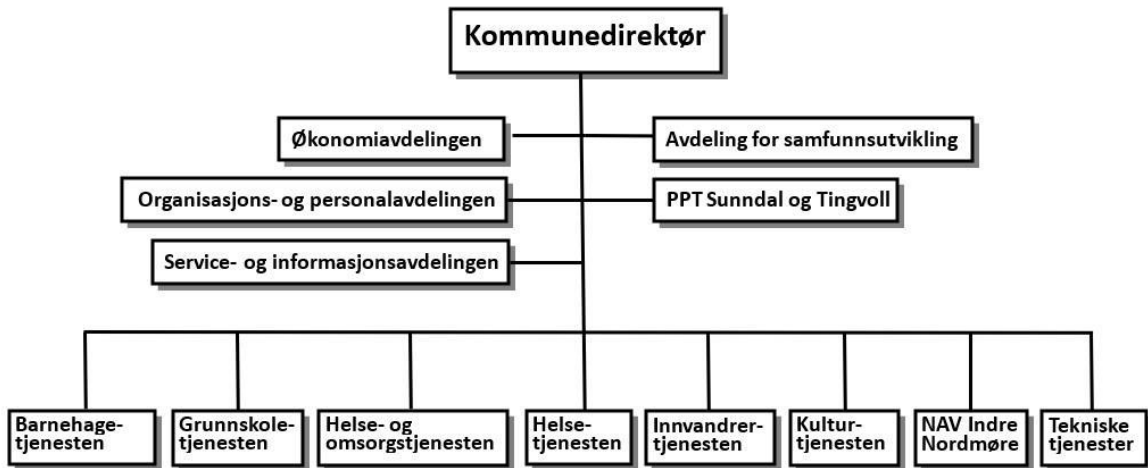 Kommunedirektør
Økonomiavdelingen
Avdeling for samfunnsutvikling
Organisasjons- og personalavdelingen
PPT Sunndal og Tingvoll
Service- og informasjonsavdelingen
Barnehage-
tjenesten
Grunnskole-
tjenesten
Helse- og
omsorgstjenesten
Helse-
tjenesten
Innvandrer-
tjenesten
Kultur-
tjenesten
NAV Indre
Nordmøre
Tekniske
tjenester